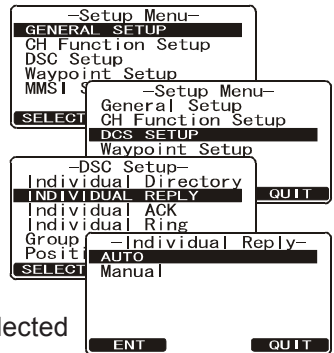 —Setup Menu—
GENERAL SETUP
CH Function Setup
DSC Setup
Waypoint Setup
MMSI S
SELECT
—Setup Menu—
General Setup
CH Function Setup
DCS SETUP
Waypoint Setup
QUIT
—DSC Setup—
Individual Directory
INDIVIDUAL REPLY
Individual ACK
Individual Ring
Group
Positi
SELECT
—Individual Reply—
AUTO
Manual
ENT
QUIT
lected